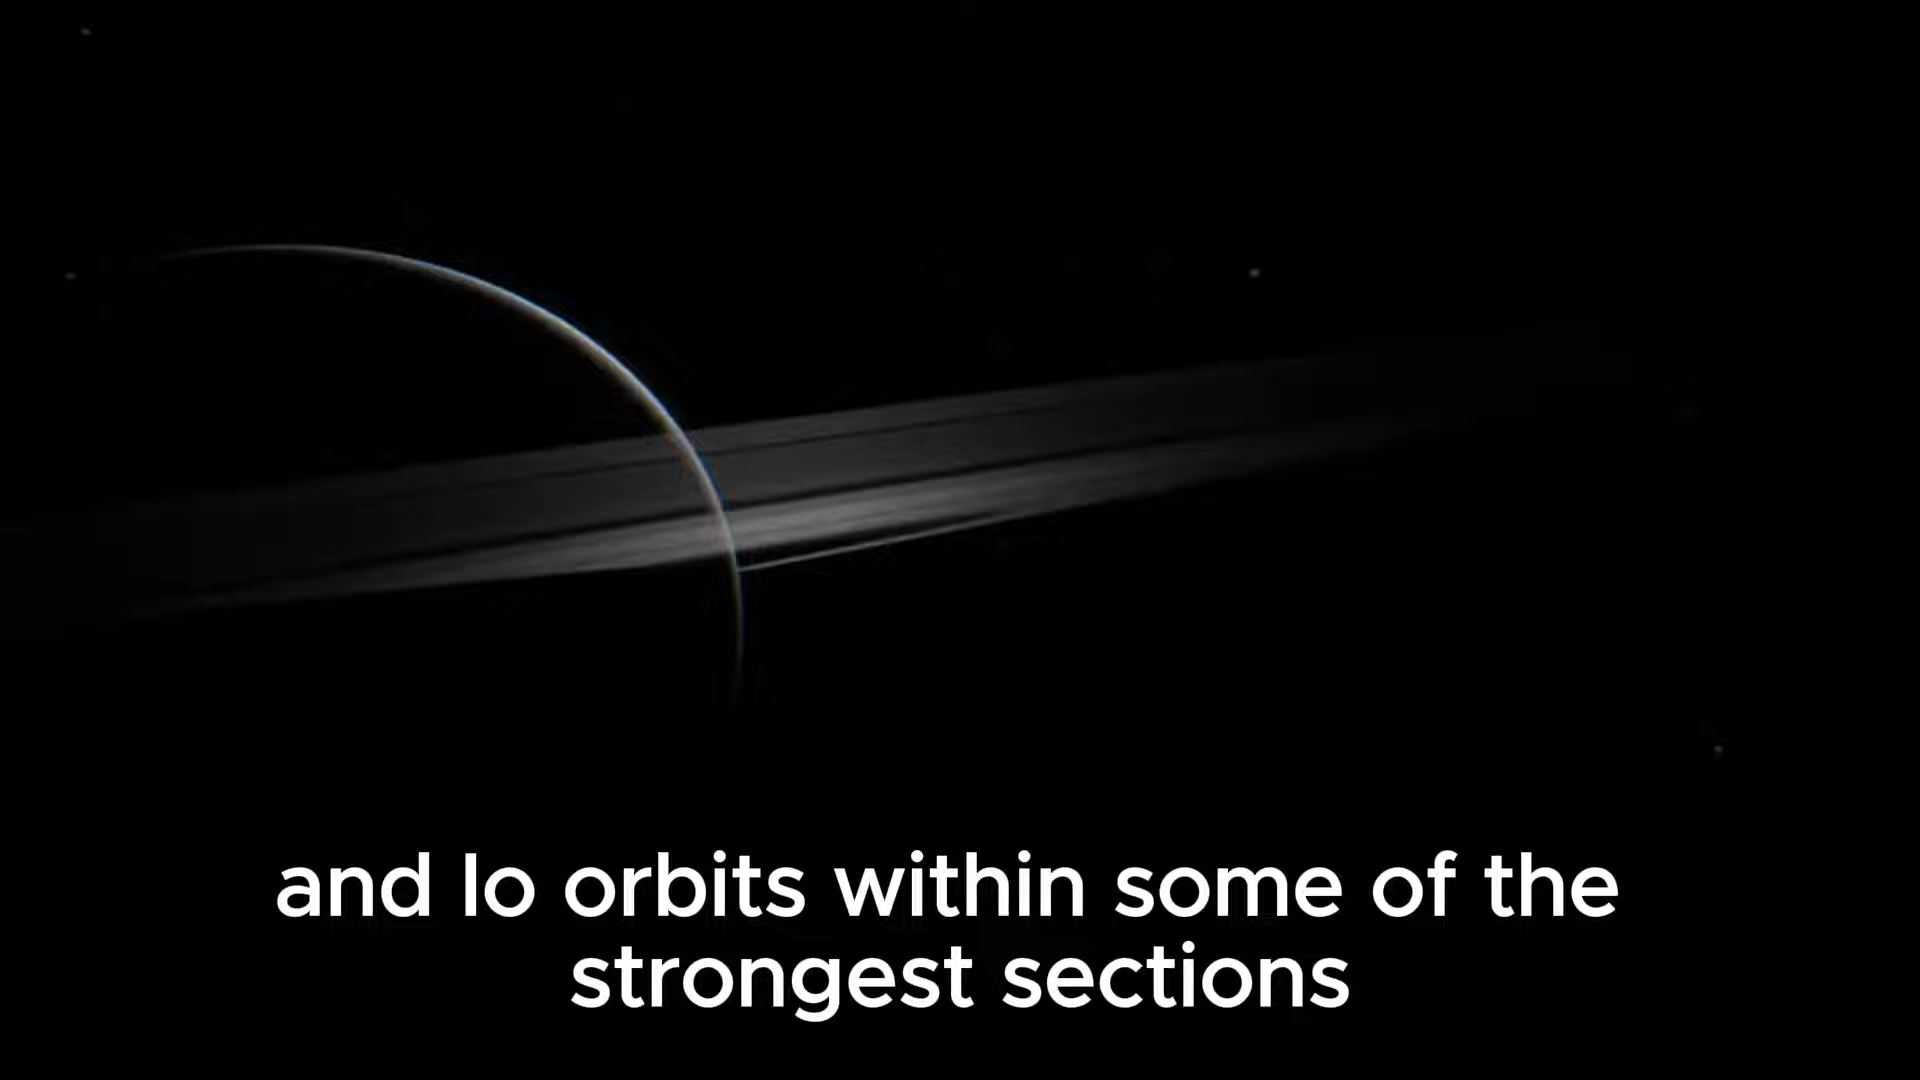 and Io orbits within some of the
strongest sections